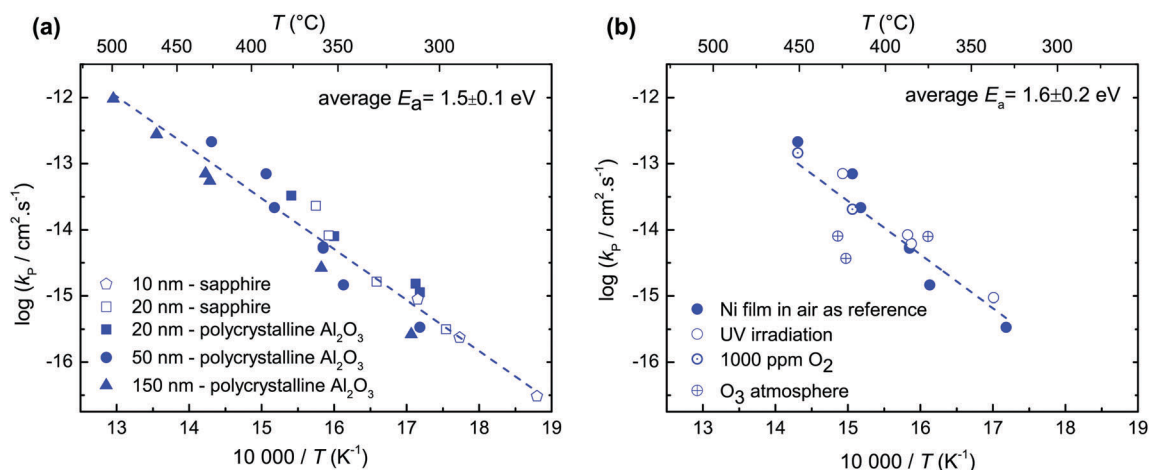 (a)
T (°C)
500 450 400 350 300
average Ea= 1.5±0.1 eV
log (kP / cm².s⁻¹)
-12
-13
-14
-15
-16
10 nm - sapphire
20 nm - sapphire
20 nm - polycrystalline Al₂O₃
50 nm - polycrystalline Al₂O₃
150 nm - polycrystalline Al₂O₃
13 14 15 16 17 18 19
10 000 / T (K⁻¹)
(b)
T (°C)
500 450 400 350 300
average Ea = 1.6±0.2 eV
log (kP / cm².s⁻¹)
-12
-13
-14
-15
-16
Ni film in air as reference
UV irradiation
1000 ppm O₂
O₃ atmosphere
13 14 15 16 17 18 19
10 000 / T (K⁻¹)